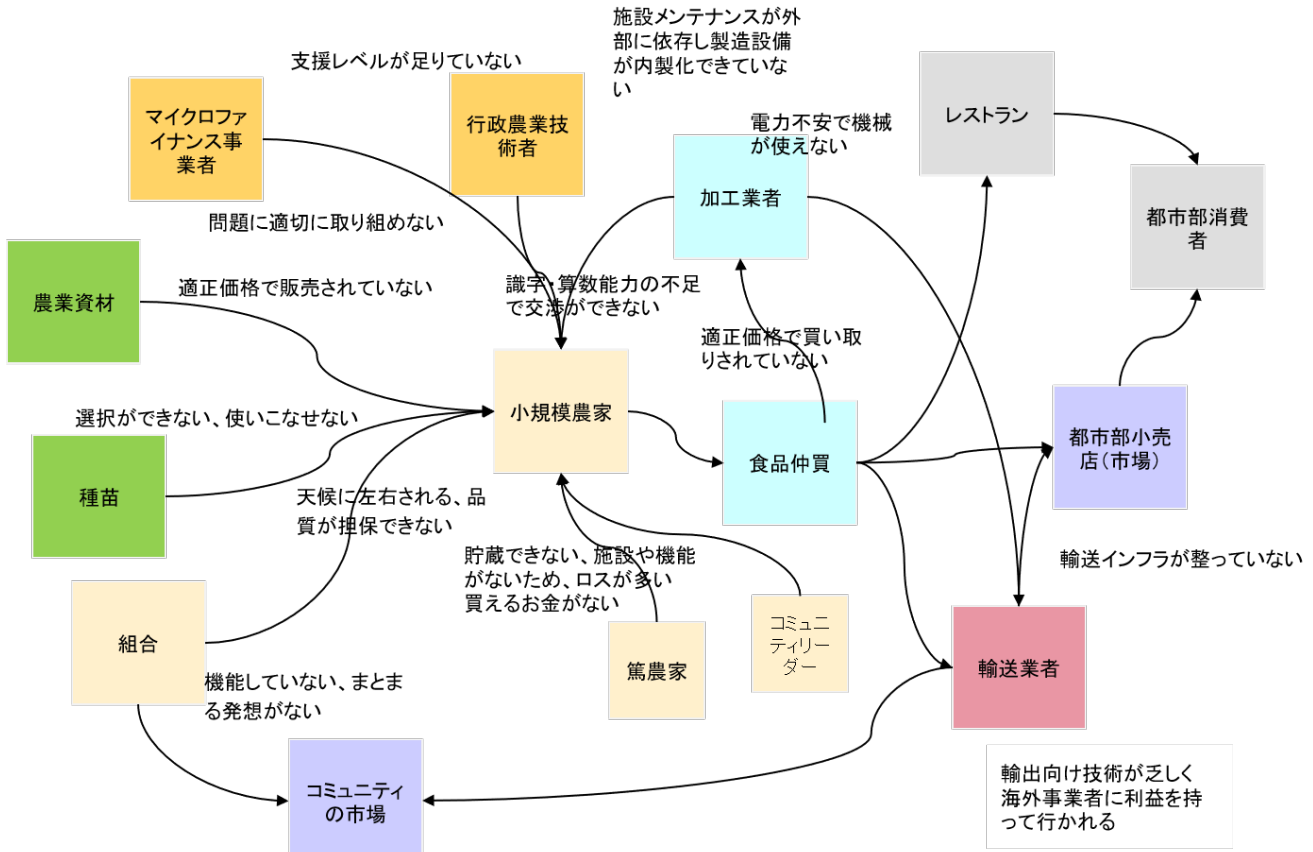 施設メンテナンスが外
部に依存し製造設備
が内製化できていな
い
支援レベルが足りていない
マイクロファ
イナンス事
業者
行政農業技
術者
電力不安で機械
が使えない
レストラン
加工業者
都市部消費
者
問題に適切に取り組めない
農業資材
適正価格で販売されていない
識字・算数能力の不足
で交渉ができない
適正価格で買い取
りされていない
小規模農家
選択ができない、使いこなせない
都市部小売
店(市場)
食品仲買
種苗
天候に左右される、品
質が担保できない
貯蔵できない、施設や機能
がないため、ロスが多い
買えるお金がない
輸送インフラが整っていない
組合
コミュニ
ティリー
ダー
篤農家
輸送業者
機能していない、まとま
る発想がない
コミュニティ
の市場
輸出向け技術が乏しく
海外事業者に利益を持
って行かれる